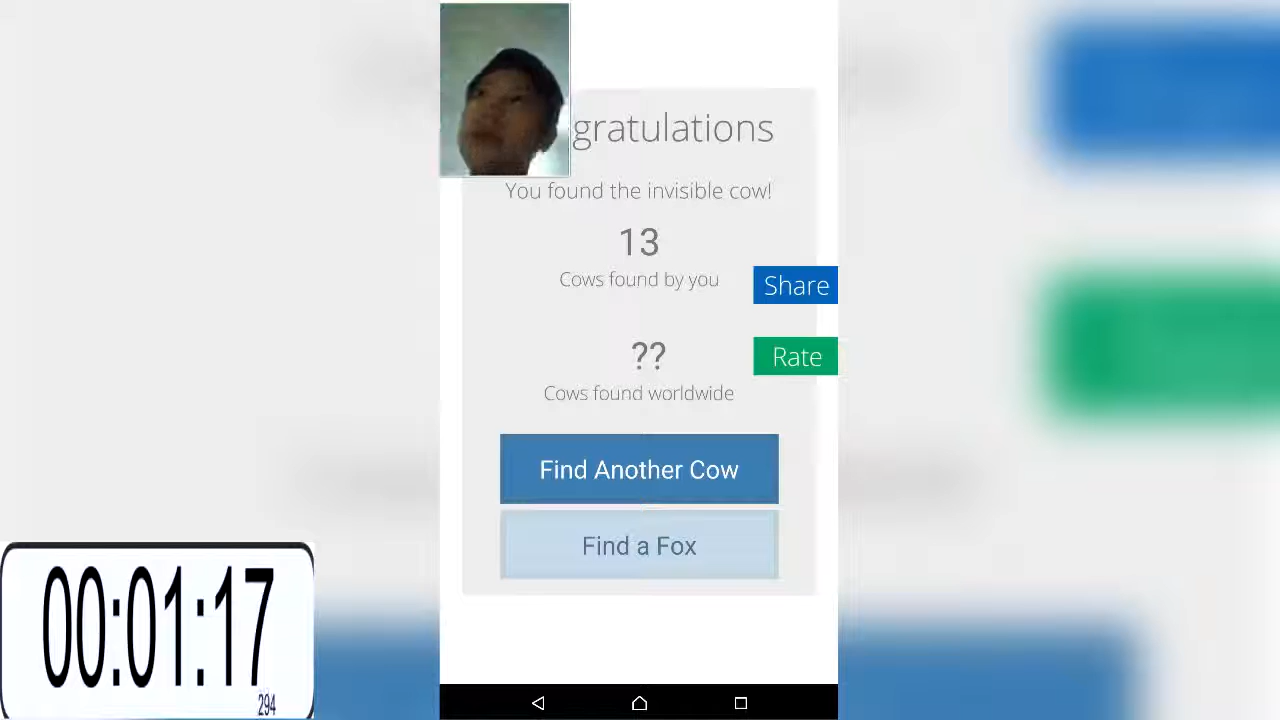 gratulations
You found the invisible cow!
13
Cows found by you
Share
??
Rate
Cows found worldwide
Find Another Cow
Find a Fox
00:01:17
294